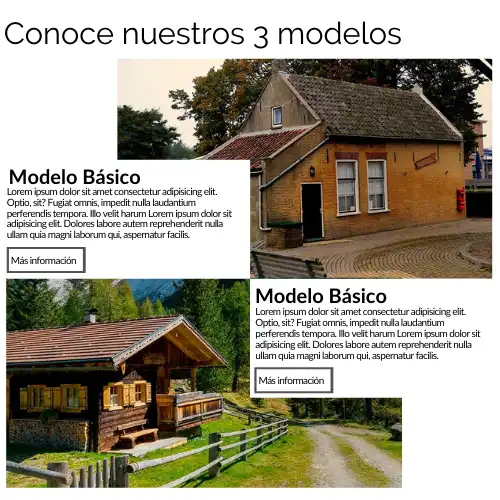 Conoce nuestros 3 modelos
Modelo Básico
Lorem ipsum dolor sit amet consectetur adipisicing elit.
Optio, sit? Fugiat omnis, impedit nulla laudantium
perferendis tempora. Illo velit harum Lorem ipsum dolor sit
adipisicing elit. Dolores labore autem reprehenderit nulla
ullam quia magni laborum qui, aspernatur facilis.
Más información
Modelo Básico
Lorem ipsum dolor sit amet consectetur adipisicing elit.
Optio, sit? Fugiat omnis, impedit nulla laudantium
perferendis tempora. Illo velit harum Lorem ipsum dolor sit
adipisicing elit. Dolores labore autem reprehenderit nulla
ullam quia magni laborum qui, aspernatur facilis.
Más información